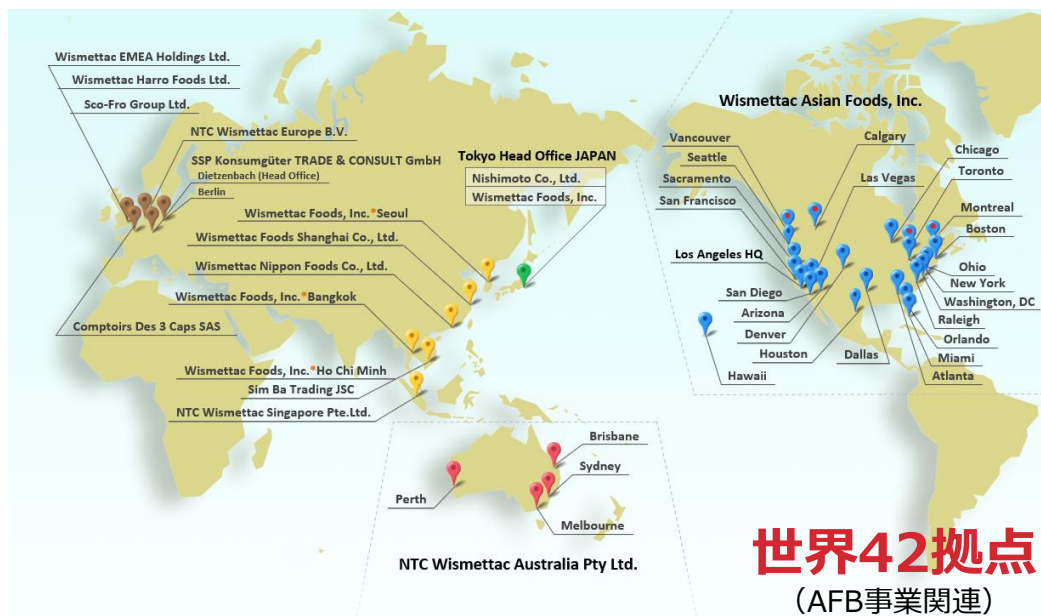 Wismettac EMEA Holdings Ltd.
Wismettac Harro Foods Ltd.
Sco-Fro Group Ltd.
NTC Wismettac Europe B.V.
SSP Konsumgüter TRADE & CONSULT GmbH
Dietzenbach (Head Office)
Berlin
Tokyo Head Office JAPAN
Nishimoto Co., Ltd.
Wismettac Foods, Inc.
Wismettac Foods, Inc.*Seoul
Wismettac Foods Shanghai Co., Ltd.
Wismettac Nippon Foods Co., Ltd.
Wismettac Foods, Inc.*Bangkok
Comptoirs Des 3 Caps SAS
Wismettac Foods, Inc.*Ho Chi Minh
Sim Ba Trading JSC
NTC Wismettac Singapore Pte.Ltd.
Brisbane
Sydney
Perth
Melbourne
NTC Wismettac Australia Pty Ltd.
Wismettac Asian Foods, Inc.
Vancouver
Seattle
Sacramento
San Francisco
Los Angeles HQ
San Diego
Arizona
Denver
Houston
Hawaii
Calgary
Chicago
Las Vegas
Toronto
Montreal
Boston
Ohio
New York
Washington, DC
Raleigh
Orlando
Miami
Atlanta
Dallas
世界42拠点
（AFB事業関連）